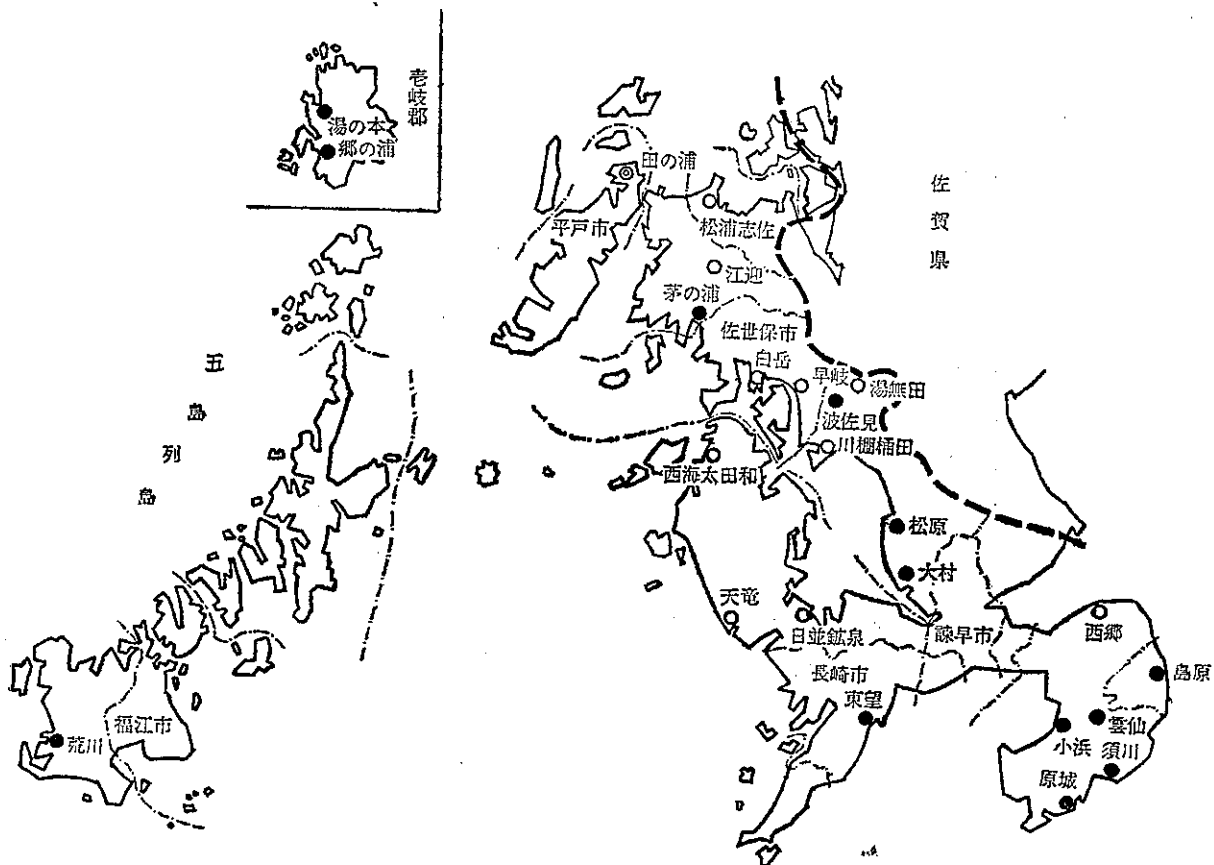 壱岐郡
湯の本
郷の浦
田の浦
平戸市
松浦志佐
佐賀県
江迎
茅の浦
佐世保市
白岳
早岐
湯無田
波佐見
川棚桶田
西海太田和
五島列島
松原
大村
天竜
日並鉱泉
諫早市
西郷
長崎市
東望
島原
雲仙
小浜
須川
原城
福江市
荒川